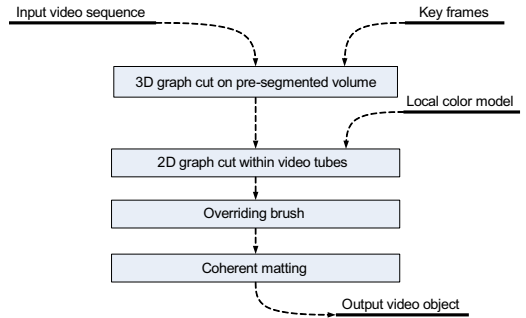 Input video sequence
Key frames
3D graph cut on pre-segmented volume
Local color model
2D graph cut within video tubes
Overriding brush
Coherent matting
Output video object